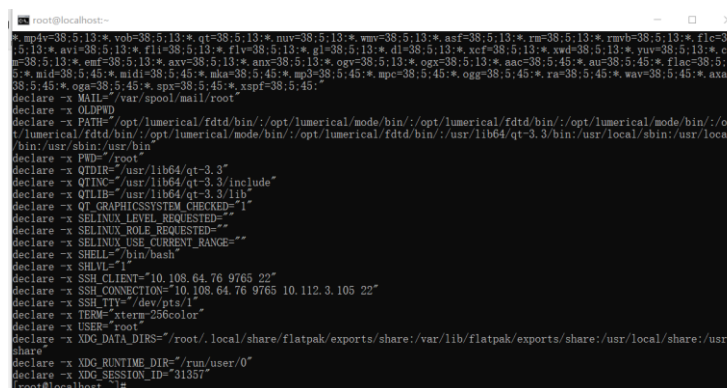 root@localhost:~
*.mp4v=38;5;13:*.vob=38;5;13:*.qt=38;5;13:*.nuv=38;5;13:*.wmv=38;5;13:*.asf=38;5;13:*.rm=38;5;13:*.rmvb=38;5;13:*.flc=3
;5;13:*.avi=38;5;13:*.fli=38;5;13:*.flv=38;5;13:*.gl=38;5;13:*.dl=38;5;13:*.xcf=38;5;13:*.xwd=38;5;13:*.yuv=38;5;13:*.c
m=38;5;13:*.emf=38;5;13:*.axv=38;5;13:*.anx=38;5;13:*.ogv=38;5;13:*.ogx=38;5;13:*.aac=38;5;45:*.au=38;5;45:*.flac=38;5;
5:*.mid=38;5;45:*.midi=38;5;45:*.mka=38;5;45:*.mp3=38;5;45:*.mpc=38;5;45:*.ogg=38;5;45:*.ra=38;5;45:*.wav=38;5;45:*.axa
38;5;45:*.oga=38;5;45:*.spx=38;5;45:*.xspf=38;5;45:"
declare -x MAIL="/var/spool/mail/root"
declare -x OLDPWD
declare -x PATH="/opt/lumerical/fdtd/bin/:/opt/lumerical/mode/bin/:/opt/lumerical/fdtd/bin/:/opt/lumerical/mode/bin/:/o
t/lumerical/fdtd/bin/:/opt/lumerical/mode/bin/:/opt/lumerical/fdtd/bin/:/usr/lib64/qt-3.3/bin:/usr/local/sbin:/usr/loca
/bin:/usr/sbin:/usr/bin"
declare -x PWD="/root"
declare -x QTDIR="/usr/lib64/qt-3.3"
declare -x QTINC="/usr/lib64/qt-3.3/include"
declare -x QTLIB="/usr/lib64/qt-3.3/lib"
declare -x QT_GRAPHICSSYSTEM_CHECKED="1"
declare -x SELINUX_LEVEL_REQUESTED=""
declare -x SELINUX_ROLE_REQUESTED=""
declare -x SELINUX_USE_CURRENT_RANGE=""
declare -x SHELL="/bin/bash"
declare -x SHLVL="1"
declare -x SSH_CLIENT="10.108.64.76 9765 22"
declare -x SSH_CONNECTION="10.108.64.76 9765 10.112.3.105 22"
declare -x SSH_TTY="/dev/pts/1"
declare -x TERM="xterm-256color"
declare -x USER="root"
declare -x XDG_DATA_DIRS="/root/.local/share/flatpak/exports/share:/var/lib/flatpak/exports/share:/usr/local/share:/usr
share"
declare -x XDG_RUNTIME_DIR="/run/user/0"
declare -x XDG_SESSION_ID="31357"
[root@localhost ~]#